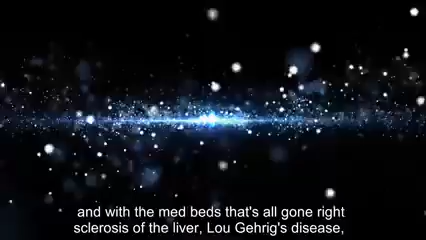 and with the med beds that's all gone right
sclerosis of the liver, Lou Gehrig's disease,